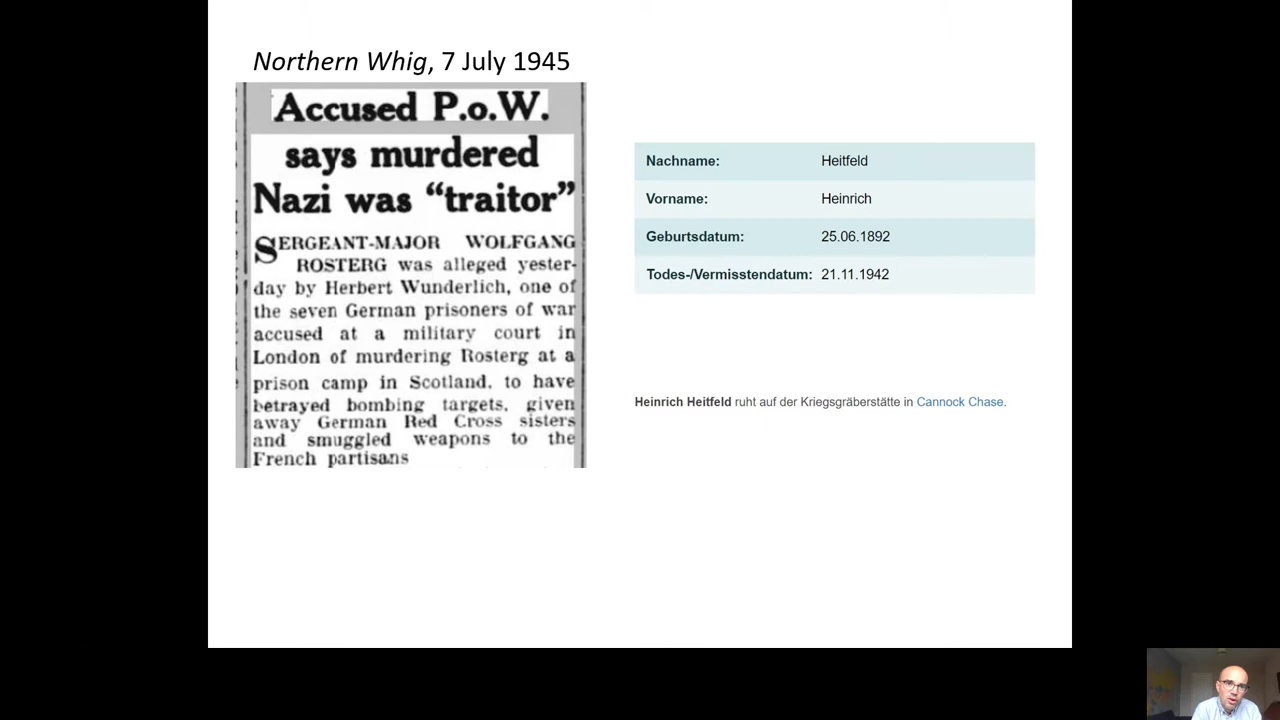 Northern Whig, 7 July 1945
Accused P.o.W.
says murdered
Nazi was “traitor”
SERGEANT-MAJOR WOLFGANG
ROSTERG was alleged yester-
day by Herbert Wunderlich, one of
the seven German prisoners of war
accused at a military court in
London of murdering Rosterg at a
prison camp in Scotland, to have
betrayed bombing targets, given
away German Red Cross sisters
and smuggled weapons to the
French partisans
Nachname: Heitfeld
Vorname: Heinrich
Geburtsdatum: 25.06.1892
Todes-/Vermisstendatum: 21.11.1942
Heinrich Heitfeld ruht auf der Kriegsgräberstätte in Cannock Chase.